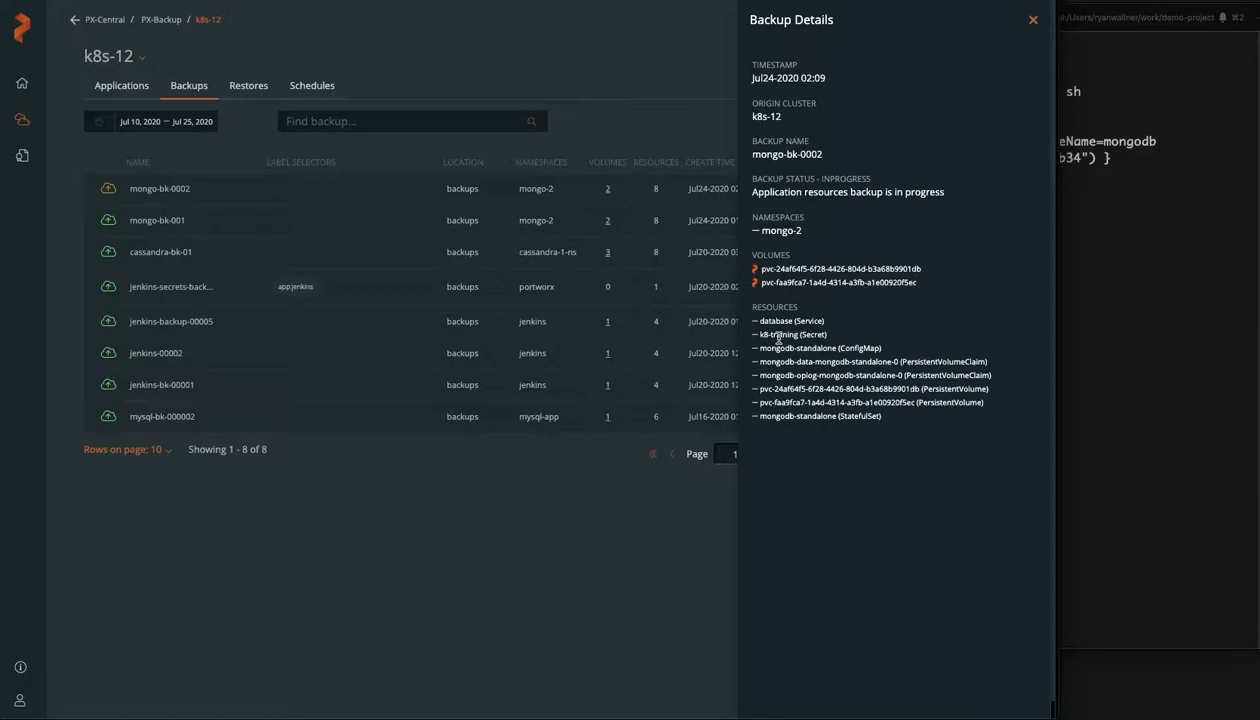 PX-Central / PX-Backup / k8s-12
k8s-12
Applications Backups Restores Schedules
Jul 10, 2020 — Jul 25, 2020 Find backup...
NAME LABEL SELECTORS LOCATION NAMESPACES VOLUMES RESOURCES CREATE TIME
mongo-bk-0002 backups mongo-2 2 8 Jul24-2020 02
mongo-bk-001 backups mongo-2 2 8 Jul24-2020 01
cassandra-bk-01 backups cassandra-1-ns 3 8 Jul20-2020 03
jenkins-secrets-back... app:jenkins backups portworx 0 1 Jul20-2020 02
jenkins-backup-00005 backups jenkins 1 4 Jul20-2020 01
jenkins-00002 backups jenkins 1 4 Jul20-2020 12
jenkins-bk-00001 backups jenkins 1 4 Jul20-2020 12
mysql-bk-000002 backups mysql-app 1 6 Jul16-2020 01
Rows on page: 10 Showing 1 - 8 of 8 Page 1
Backup Details
TIMESTAMP
Jul24-2020 02:09
ORIGIN CLUSTER
k8s-12
BACKUP NAME
mongo-bk-0002
BACKUP STATUS - INPROGRESS
Application resources backup is in progress
NAMESPACES
— mongo-2
VOLUMES
pvc-24af64f5-6f28-4426-804d-b3a68b9901db
pvc-faa9fca7-1a4d-4314-a3fb-a1e00920f5ec
RESOURCES
— database (Service)
— k8-training (Secret)
— mongodb-standalone (ConfigMap)
— mongodb-data-mongodb-standalone-0 (PersistentVolumeClaim)
— mongodb-oplog-mongodb-standalone-0 (PersistentVolumeClaim)
— pvc-24af64f5-6f28-4426-804d-b3a68b9901db (PersistentVolume)
— pvc-faa9fca7-1a4d-4314-a3fb-a1e00920f5ec (PersistentVolume)
— mongodb-standalone (StatefulSet)
/Users/ryanwallner/work/demo-project ⌘2
sh
eName=mongodb
b34") }